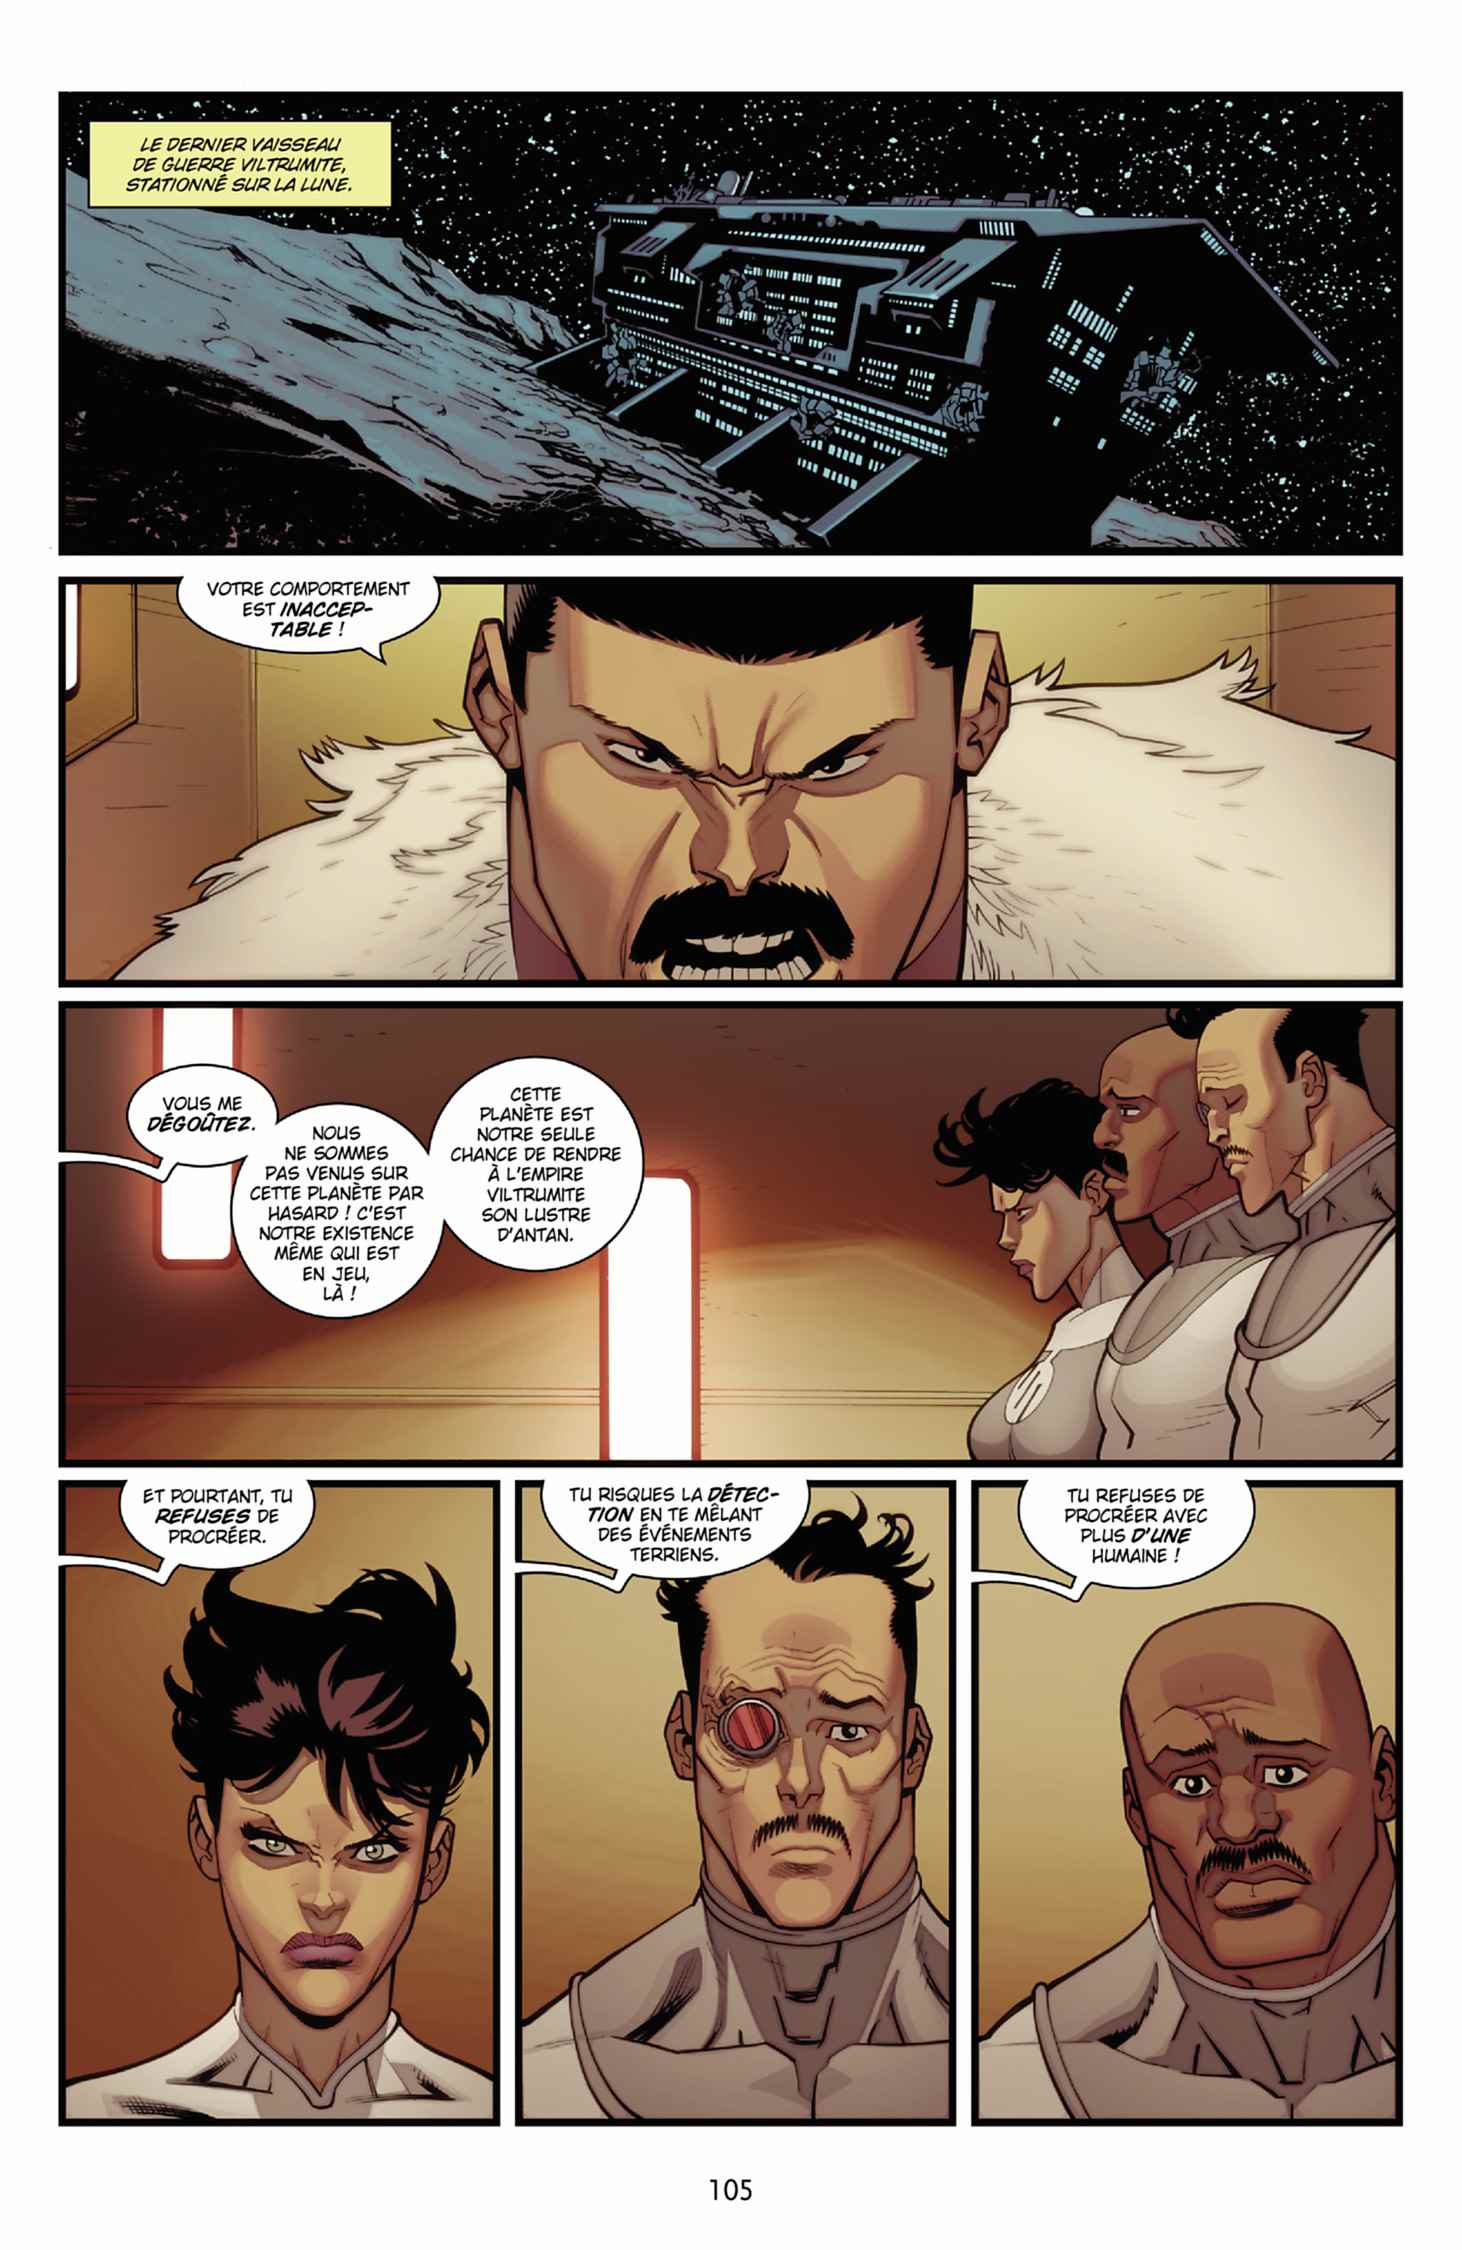 LE DERNIER VAISSEAU
DE GUERRE VILTRUMITE,
STATIONNÉ SUR LA LUNE.
VOTRE COMPORTEMENT
EST INACCEP-
TABLE !
VOUS ME
DÉGOÛTEZ.
NOUS
NE SOMMES
PAS VENUS SUR
CETTE PLANÈTE PAR
HASARD ! C'EST
NOTRE EXISTENCE
MÊME QUI EST
EN JEU,
LÀ !
CETTE
PLANÈTE EST
NOTRE SEULE
CHANCE DE RENDRE
À L'EMPIRE
VILTRUMITE
SON LUSTRE
D'ANTAN.
ET POURTANT, TU
REFUSES DE
PROCRÉER.
TU RISQUES LA DÉTEC-
TION EN TE MÊLANT
DES ÉVÉNEMENTS
TERRIENS.
TU REFUSES DE
PROCRÉER AVEC
PLUS D'UNE
HUMAINE !
105